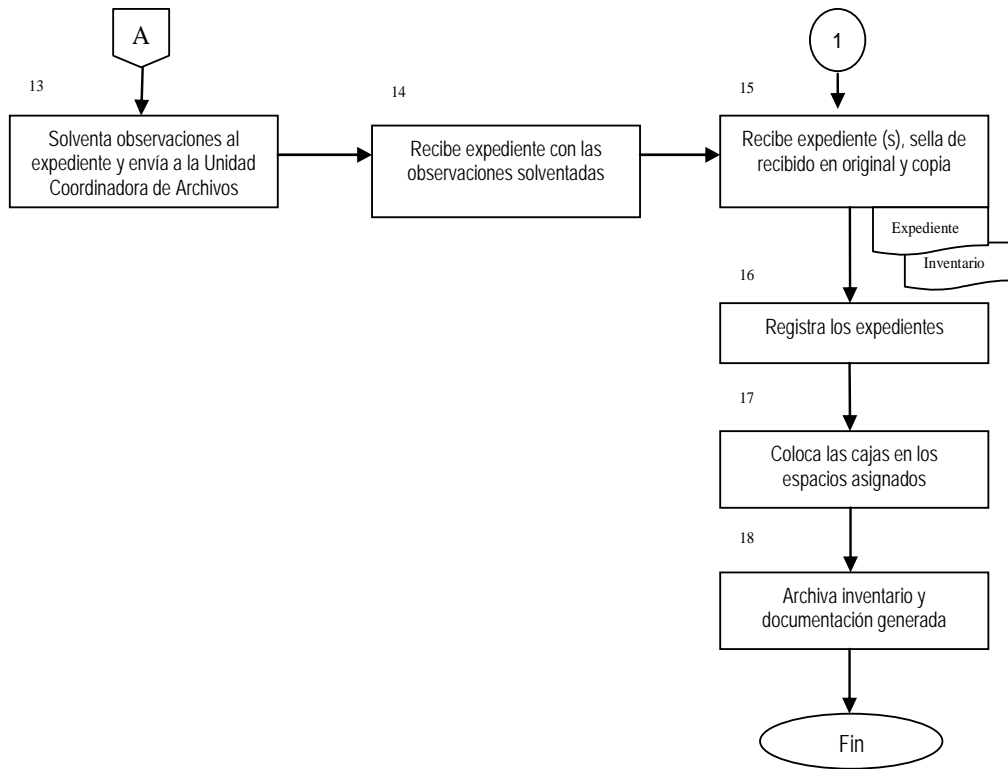 A
1
13
14
15
Solventa observaciones al
expediente y envía a la Unidad
Coordinadora de Archivos
Recibe expediente con las
observaciones solventadas
Recibe expediente (s), sella de
recibido en original y copia
Expediente
Inventario
16
Registra los expedientes
17
Coloca las cajas en los
espacios asignados
18
Archiva inventario y
documentación generada
Fin